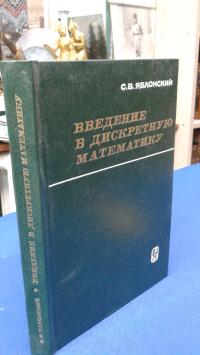 С.В. ЯБЛОНСКИЙ
ВВЕДЕНИЕ
В ДИСКРЕТНУЮ
МАТЕМАТИКУ
С.В. ЯБЛОНСКИЙ • ВВЕДЕНИЕ В ДИСКРЕТНУЮ МАТЕМАТИКУ